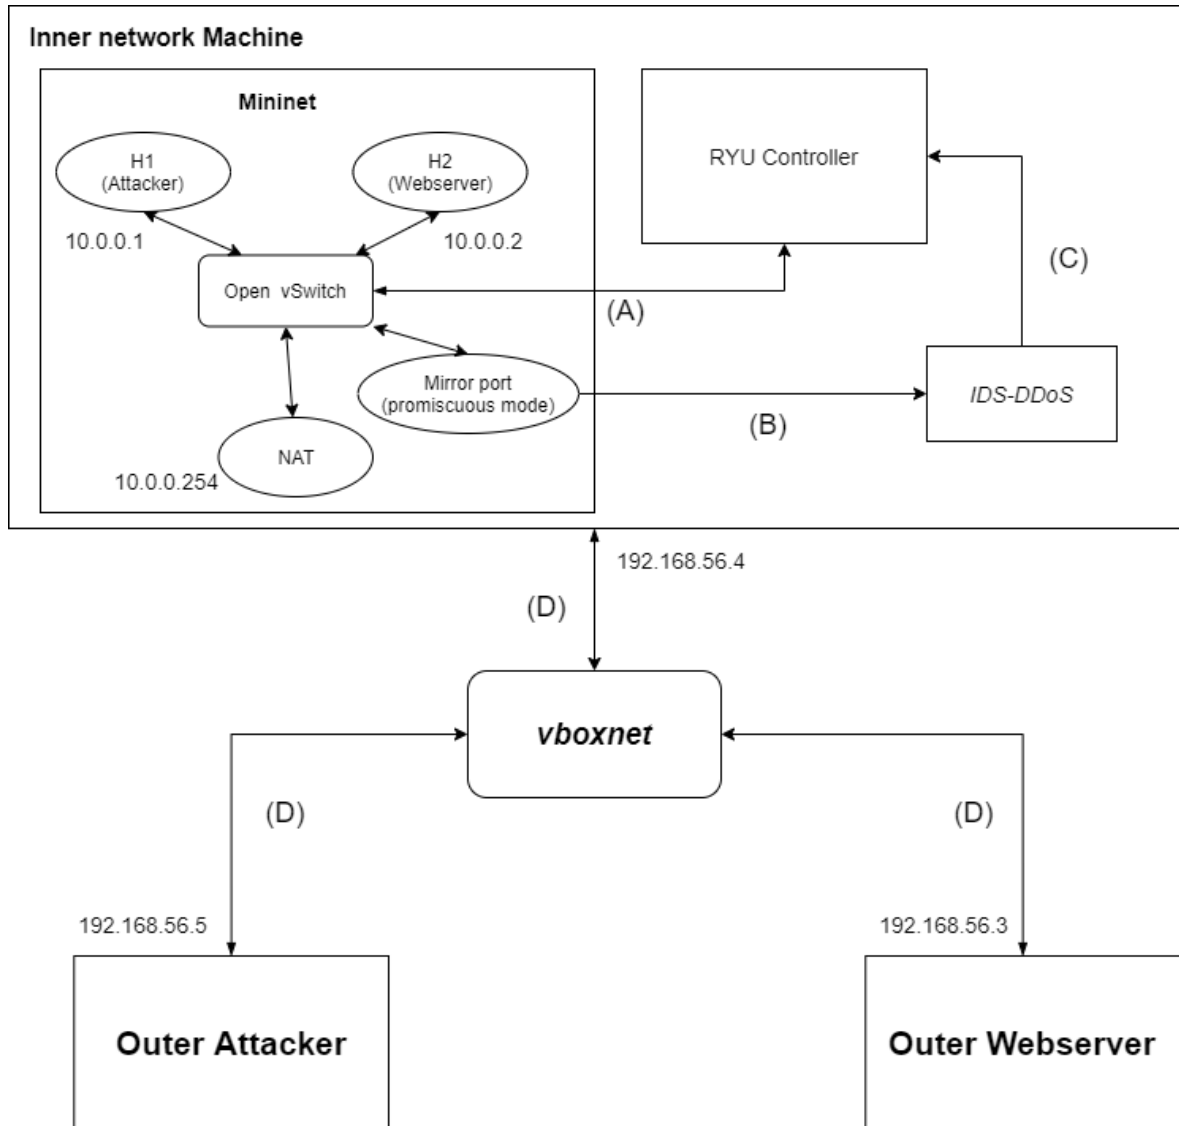 Inner network Machine
Mininet
H1
(Attacker)
H2
(Webserver)
RYU Controller
10.0.0.1
10.0.0.2
(C)
Open vSwitch
(A)
Mirror port
(promiscuous mode)
IDS-DDoS
(B)
NAT
10.0.0.254
192.168.56.4
(D)
vboxnet
(D)
(D)
192.168.56.5
192.168.56.3
Outer Attacker
Outer Webserver